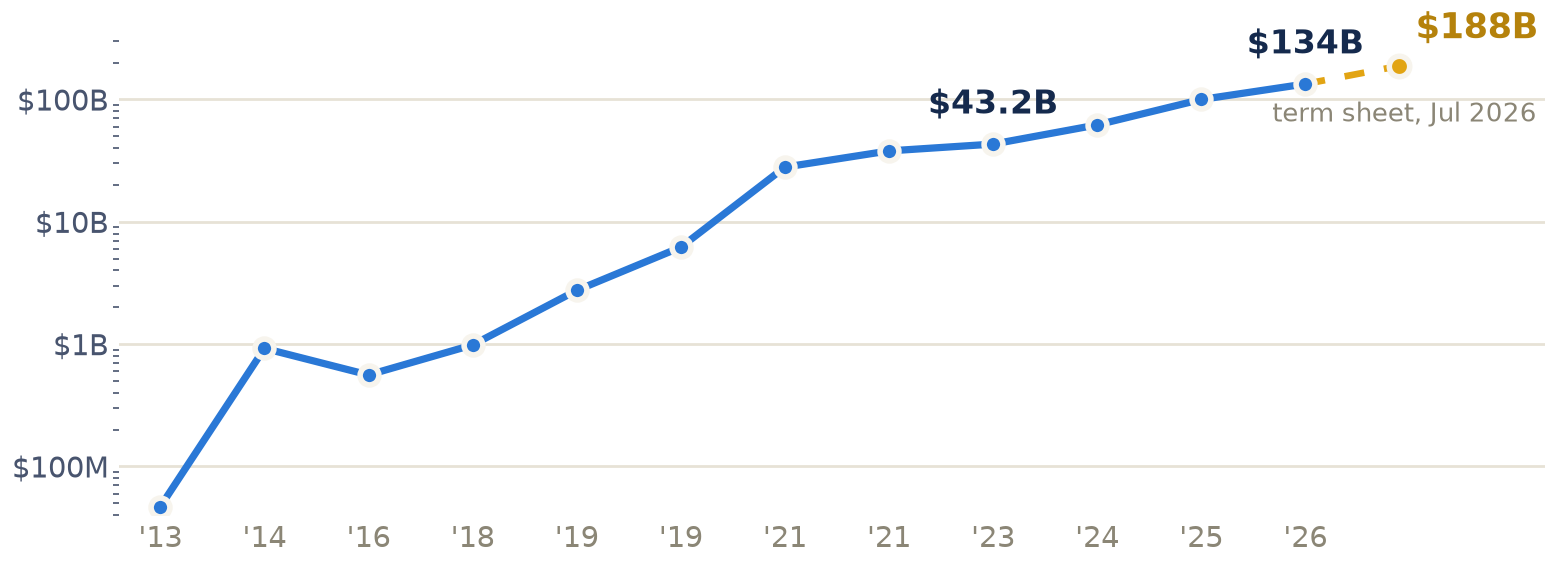 $188B
$134B
$43.2B
$100B
term sheet, Jul 2026
$10B
$1B
$100M
'13 '14 '16 '18 '19 '19 '21 '21 '23 '24 '25 '26